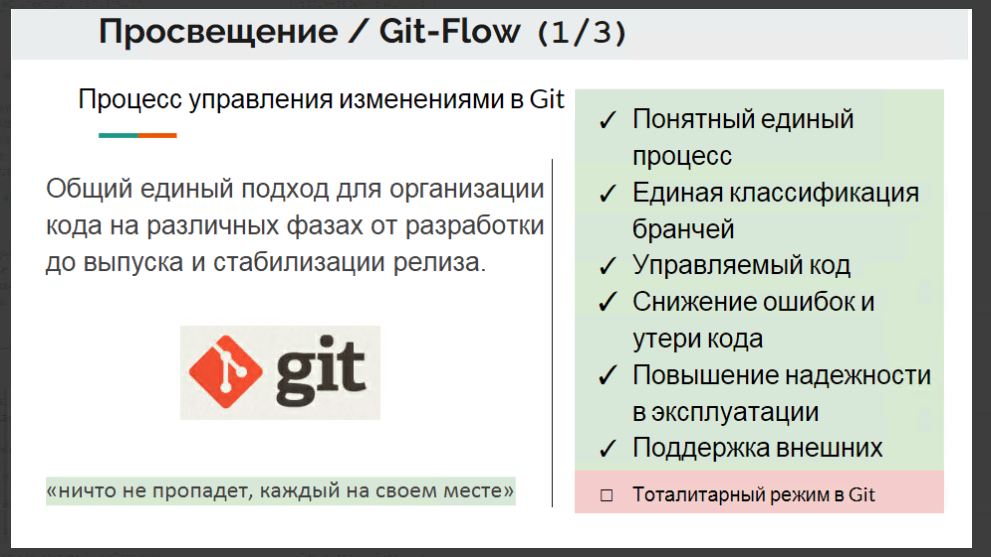 Просвещение / Git-Flow (1/3)
Процесс управления изменениями в Git
Общий единый подход для организации
кода на различных фазах от разработки
до выпуска и стабилизации релиза.
git
«ничто не пропадет, каждый на своем месте»
✓ Понятный единый
процесс
✓ Единая классификация
бранчей
✓ Управляемый код
✓ Снижение ошибок и
утери кода
✓ Повышение надежности
в эксплуатации
✓ Поддержка внешних
□ Тоталитарный режим в Git